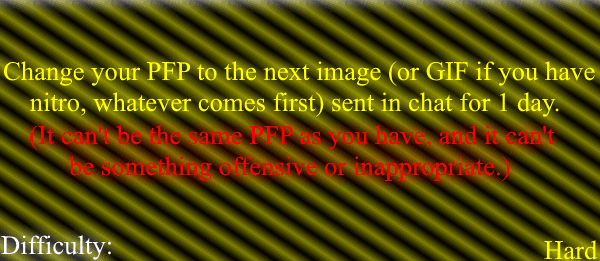 Change your PFP to the next image (or GIF if you have
nitro, whatever comes first) sent in chat for 1 day.
(It can't be the same PFP as you have, and it can't
be something offensive or inappropriate.)
Difficulty:
Hard